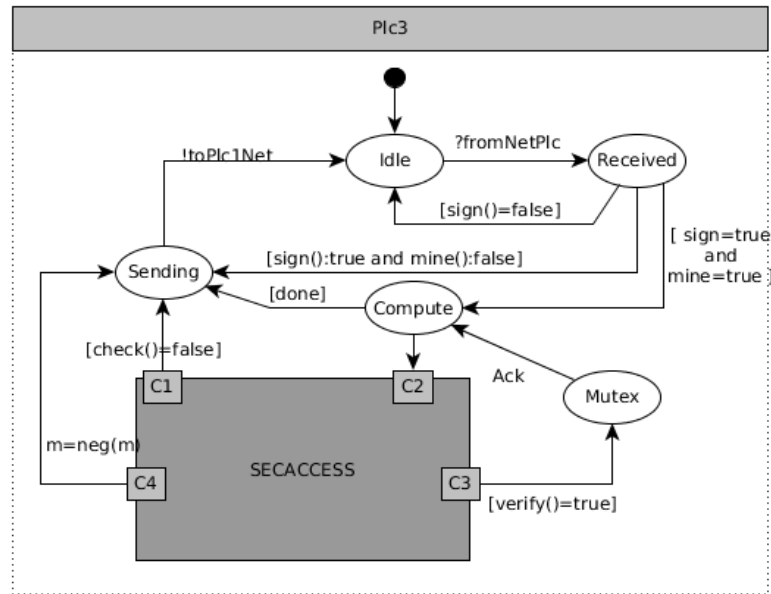 Plc3
?fromNetPlc
!toPlc1Net
Idle
Received
[sign()=false]
[ sign=true
and
mine=true ]
[sign():true and mine():false]
Sending
[done]
Compute
[check()=false]
Ack
C1
C2
Mutex
m=neg(m)
SECACCESS
C4
C3
[verify()=true]